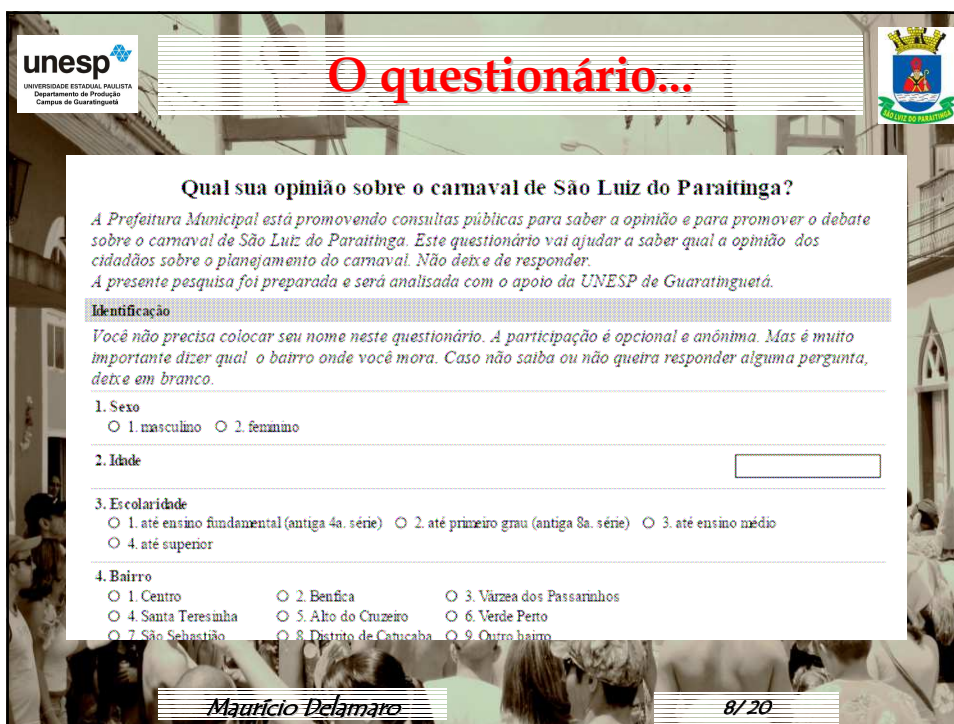 unesp
UNIVERSIDADE ESTADUAL PAULISTA
Departamento de Produção
Campus de Guaratinguetá
O questionário...
SÃO LUIZ DO PARAITINGA
Qual sua opinião sobre o carnaval de São Luiz do Paraitinga?
A Prefeitura Municipal está promovendo consultas públicas para saber a opinião e para promover o debate
sobre o carnaval de São Luiz do Paraitinga. Este questionário vai ajudar a saber qual a opinião dos
cidadãos sobre o planejamento do carnaval. Não deixe de responder.
A presente pesquisa foi preparada e será analisada com o apoio da UNESP de Guaratinguetá.
Identificação
Você não precisa colocar seu nome neste questionário. A participação é opcional e anônima. Mas é muito
importante dizer qual o bairro onde você mora. Caso não saiba ou não queira responder alguma pergunta,
deixe em branco.
1. Sexo
1. masculino 2. feminino
2. Idade
3. Escolaridade
1. até ensino fundamental (antiga 4a. série) 2. até primeiro grau (antiga 8a. série) 3. até ensino médio
4. até superior
4. Bairro
1. Centro 2. Benfica 3. Várzea dos Passarinhos
4. Santa Teresinha 5. Alto do Cruzeiro 6. Verde Perto
7. São Sebastião 8. Distrito de Catuçaba 9. Outro bairro
Maurício Delamaro
8/20